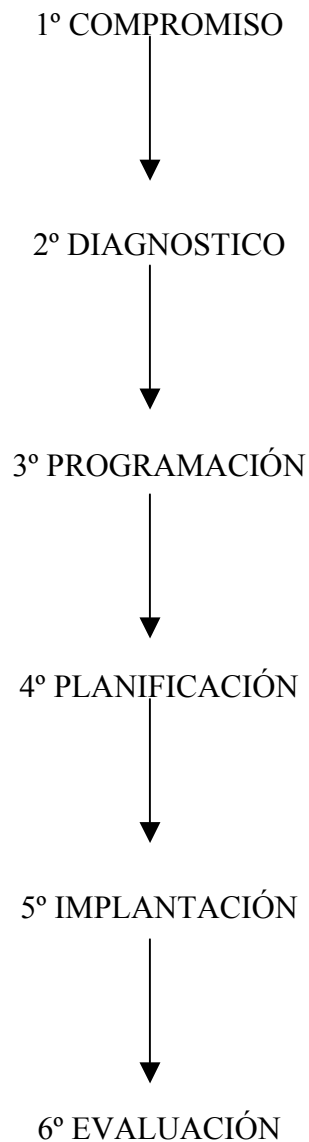 1º COMPROMISO
2º DIAGNOSTICO
3º PROGRAMACIÓN
4º PLANIFICACIÓN
5º IMPLANTACIÓN
6º EVALUACIÓN